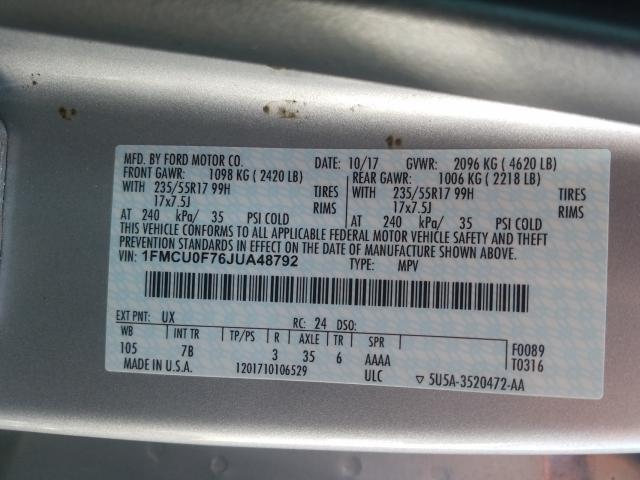 MFD. BY FORD MOTOR CO. DATE: 10/17 GVWR: 2096 KG ( 4620 LB)
FRONT GAWR: 1098 KG ( 2420 LB) REAR GAWR: 1006 KG ( 2218 LB)
WITH 235/55R17 99H TIRES WITH 235/55R17 99H TIRES
17x7.5J RIMS 17x7.5J RIMS
AT 240 kPa/ 35 PSI COLD AT 240 kPa/ 35 PSI COLD
THIS VEHICLE CONFORMS TO ALL APPLICABLE FEDERAL MOTOR VEHICLE SAFETY AND THEFT
PREVENTION STANDARDS IN EFFECT ON THE DATE OF MANUFACTURE SHOWN ABOVE.
VIN: 1FMCU0F76JUA48792 TYPE: MPV
EXT PNT: UX RC: 24 DSO:
WB INT TR TP/PS R AXLE TR SPR F0089
105 7B 3 35 6 AAAA T0316
MADE IN U.S.A. 1201710106529 ULC ▽ 5U5A-3520472-AA